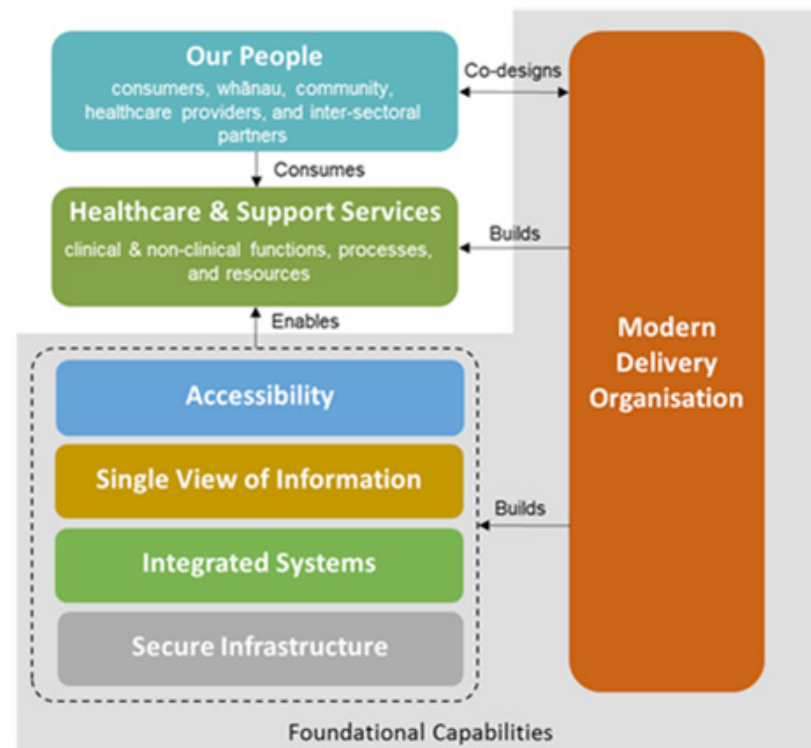 Our People
consumers, whānau, community,
healthcare providers, and inter-sectoral
partners
Co-designs
Consumes
Healthcare & Support Services
clinical & non-clinical functions, processes,
and resources
Builds
Enables
Modern
Delivery
Organisation
Accessibility
Single View of Information
Builds
Integrated Systems
Secure Infrastructure
Foundational Capabilities